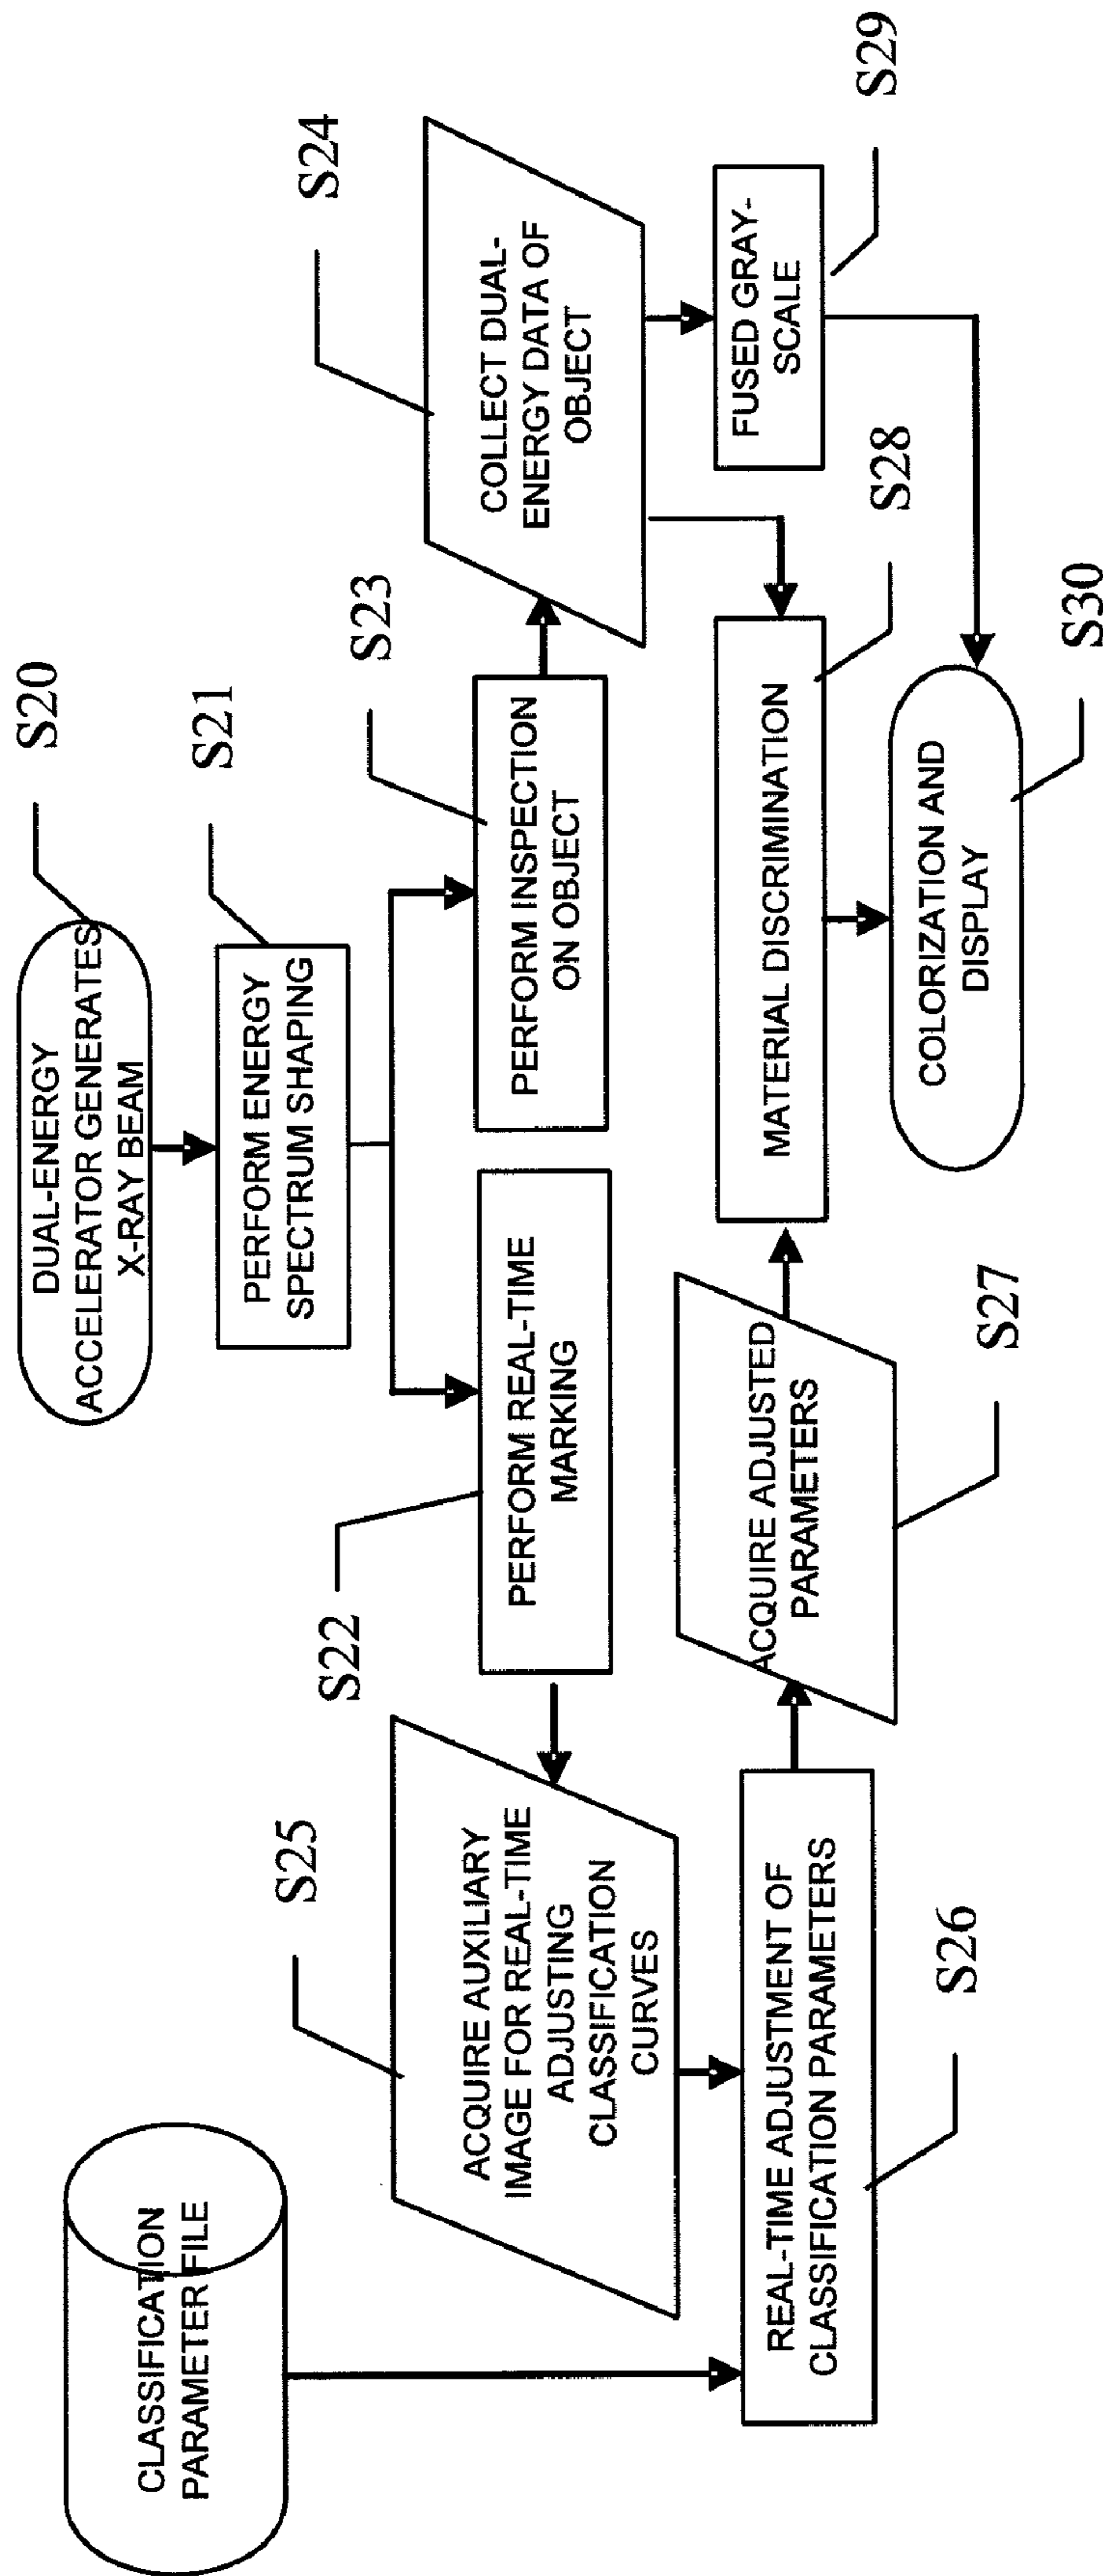 S20
DUAL-ENERGY
ACCELERATOR GENERATES
X-RAY BEAM
S21
PERFORM ENERGY
SPECTRUM SHAPING
CLASSIFICATION
PARAMETER FILE
S22
PERFORM REAL-TIME
MARKING
S23
PERFORM INSPECTION
ON OBJECT
S24
COLLECT DUAL-
ENERGY DATA OF
OBJECT
S25
ACQUIRE AUXILIARY
IMAGE FOR REAL-TIME
ADJUSTING
CLASSIFICATION
CURVES
REAL-TIME ADJUSTMENT OF
CLASSIFICATION PARAMETERS
S26
ACQUIRE ADJUSTED
PARAMETERS
S27
MATERIAL DISCRIMINATION
S28
FUSED GRAY-
SCALE
S29
COLORIZATION AND
DISPLAY
S30